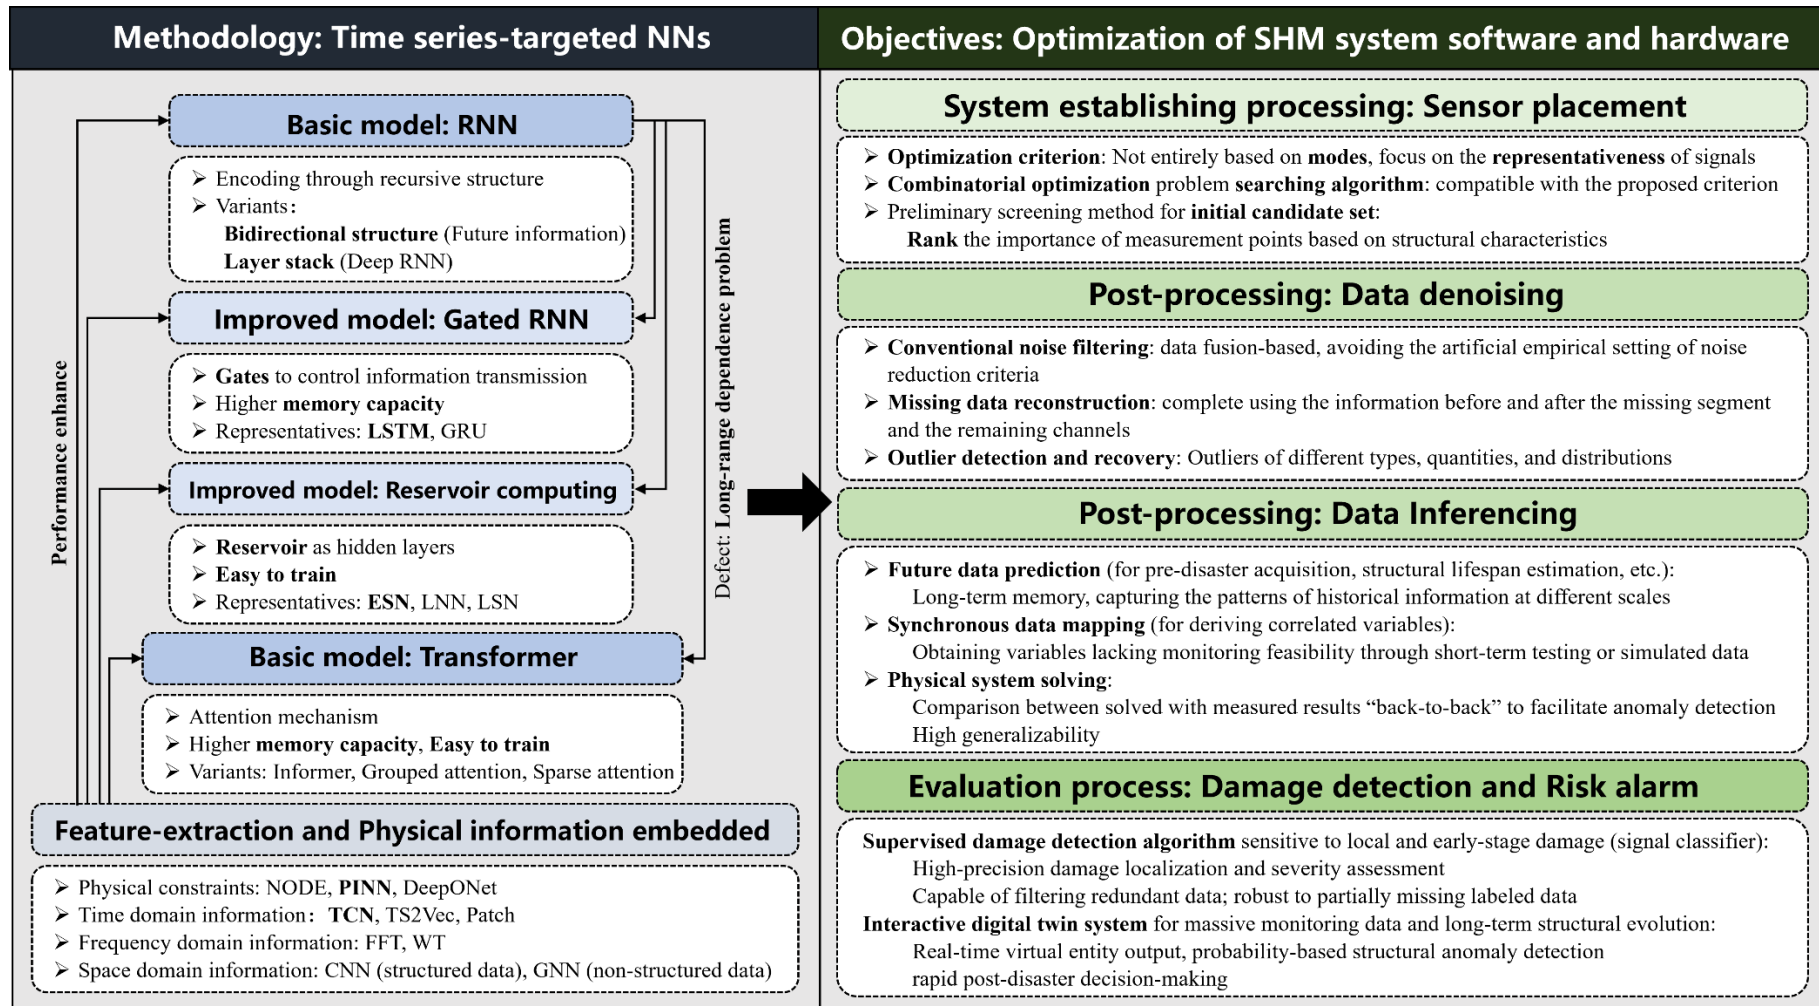 Methodology: Time series-targeted NNs
Basic model: RNN
➢ Encoding through recursive structure
➢ Variants：
Bidirectional structure (Future information)
Layer stack (Deep RNN)
Improved model: Gated RNN
➢ Gates to control information transmission
➢ Higher memory capacity
➢ Representatives: LSTM, GRU
Improved model: Reservoir computing
➢ Reservoir as hidden layers
➢ Easy to train
➢ Representatives: ESN, LNN, LSN
Basic model: Transformer
➢ Attention mechanism
➢ Higher memory capacity, Easy to train
➢ Variants: Informer, Grouped attention, Sparse attention
Feature-extraction and Physical information embedded
➢ Physical constraints: NODE, PINN, DeepONet
➢ Time domain information： TCN, TS2Vec, Patch
➢ Frequency domain information: FFT, WT
➢ Space domain information: CNN (structured data), GNN (non-structured data)
Performance enhance
Defect: Long-range dependence problem
Objectives: Optimization of SHM system software and hardware
System establishing processing: Sensor placement
➢ Optimization criterion: Not entirely based on modes, focus on the representativeness of signals
➢ Combinatorial optimization problem searching algorithm: compatible with the proposed criterion
➢ Preliminary screening method for initial candidate set:
Rank the importance of measurement points based on structural characteristics
Post-processing: Data denoising
➢ Conventional noise filtering: data fusion-based, avoiding the artificial empirical setting of noise
reduction criteria
➢ Missing data reconstruction: complete using the information before and after the missing segment
and the remaining channels
➢ Outlier detection and recovery: Outliers of different types, quantities, and distributions
Post-processing: Data Inferencing
➢ Future data prediction (for pre-disaster acquisition, structural lifespan estimation, etc.):
Long-term memory, capturing the patterns of historical information at different scales
➢ Synchronous data mapping (for deriving correlated variables):
Obtaining variables lacking monitoring feasibility through short-term testing or simulated data
➢ Physical system solving:
Comparison between solved with measured results “back-to-back” to facilitate anomaly detection
High generalizability
Evaluation process: Damage detection and Risk alarm
Supervised damage detection algorithm sensitive to local and early-stage damage (signal classifier):
High-precision damage localization and severity assessment
Capable of filtering redundant data; robust to partially missing labeled data
Interactive digital twin system for massive monitoring data and long-term structural evolution:
Real-time virtual entity output, probability-based structural anomaly detection
rapid post-disaster decision-making